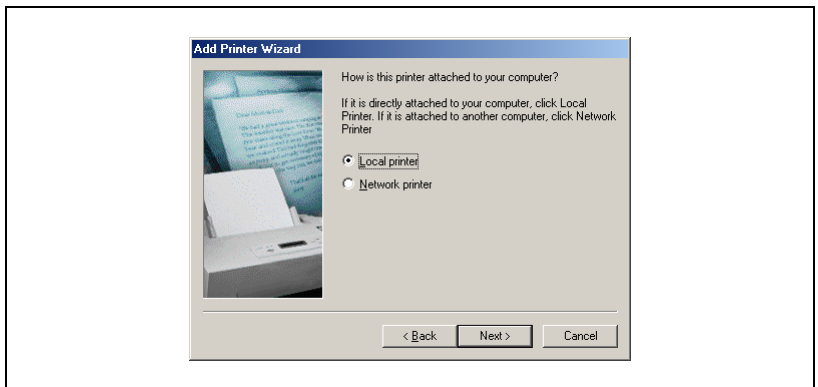 Add Printer Wizard
How is this printer attached to your computer?
If it is directly attached to your computer, click Local
Printer. If it is attached to another computer, click Network
Printer
Local printer
Network printer
< Back
Next >
Cancel